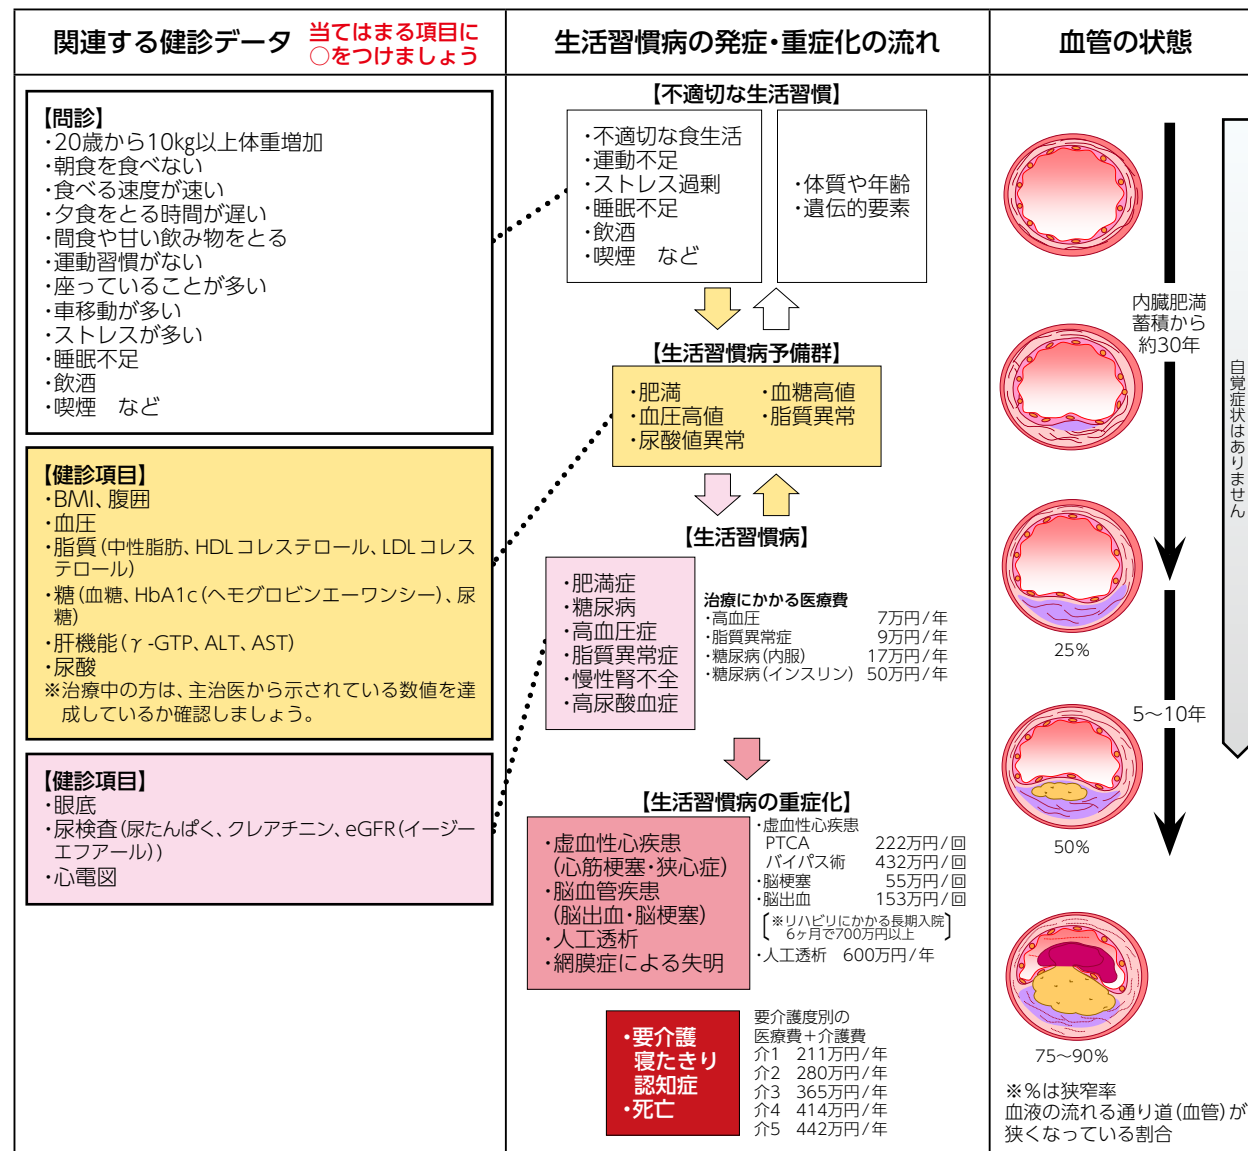 関連する健診データ
当てはまる項目に
○をつけましょう
【問診】
・20歳から10kg以上体重増加
・朝食を食べない
・食べる速度が速い
・夕食をとる時間が遅い
・間食や甘い飲み物をとる
・運動習慣がない
・座っていることが多い
・車移動が多い
・ストレスが多い
・睡眠不足
・飲酒
・喫煙　など
【健診項目】
・BMI、腹囲
・血圧
・脂質(中性脂肪、HDLコレステロール、LDLコレス
テロール)
・糖(血糖、HbA1c(ヘモグロビンエーワンシー)、尿
糖)
・肝機能(γ-GTP、ALT、AST)
・尿酸
※治療中の方は、主治医から示されている数値を達
成しているか確認しましょう。
【健診項目】
・眼底
・尿検査(尿たんぱく、クレアチニン、eGFR(イージー
エフアール))
・心電図
生活習慣病の発症・重症化の流れ
【不適切な生活習慣】
・不適切な食生活
・運動不足
・ストレス過剰
・睡眠不足
・飲酒
・喫煙　など
・体質や年齢
・遺伝的要素
【生活習慣病予備群】
・肥満　・血糖高値
・血圧高値　・脂質異常
・尿酸値異常
【生活習慣病】
・肥満症
・糖尿病
・高血圧症
・脂質異常症
・慢性腎不全
・高尿酸血症
治療にかかる医療費
・高血圧　7万円/年
・脂質異常症　9万円/年
・糖尿病(内服)　17万円/年
・糖尿病(インスリン)　50万円/年
【生活習慣病の重症化】
・虚血性心疾患
(心筋梗塞・狭心症)
・脳血管疾患
(脳出血・脳梗塞)
・人工透析
・網膜症による失明
・虚血性心疾患
PTCA　222万円/回
バイパス術　432万円/回
・脳梗塞　55万円/回
・脳出血　153万円/回
※リハビリにかかる長期入院
6ヶ月で700万円以上
・人工透析　600万円/年
・要介護
寝たきり
認知症
・死亡
要介護度別の
医療費+介護費
介1　211万円/年
介2　280万円/年
介3　365万円/年
介4　414万円/年
介5　442万円/年
血管の状態
内臓肥満
蓄積から
約30年
自覚症状はありません
25%
5～10年
50%
75～90%
※%は狭窄率
血液の流れる通り道(血管)が
狭くなっている割合